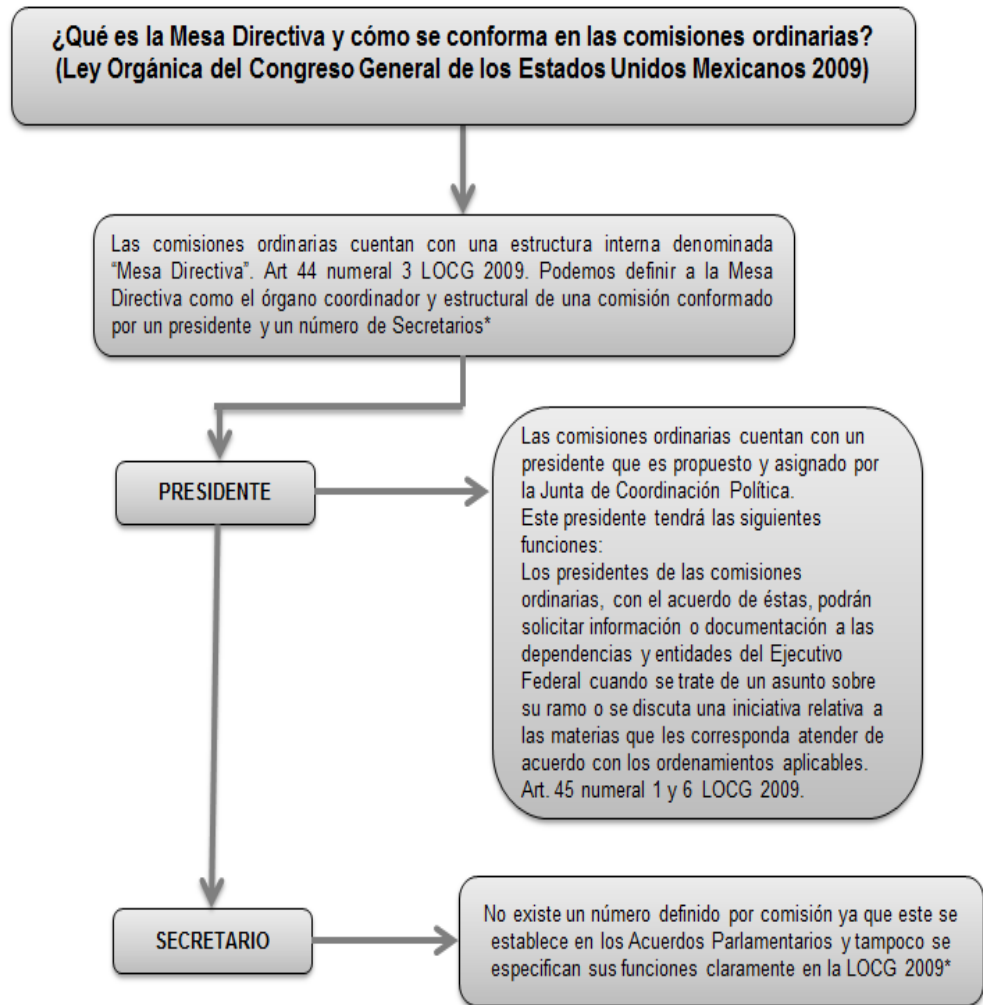 ¿Qué es la Mesa Directiva y cómo se conforma en las comisiones ordinarias?
(Ley Orgánica del Congreso General de los Estados Unidos Mexicanos 2009)
Las comisiones ordinarias cuentan con una estructura interna denominada
“Mesa Directiva”. Art 44 numeral 3 LOCG 2009. Podemos definir a la Mesa
Directiva como el órgano coordinador y estructural de una comisión conformado
por un presidente y un número de Secretarios*
PRESIDENTE
Las comisiones ordinarias cuentan con un
presidente que es propuesto y asignado por
la Junta de Coordinación Política.
Este presidente tendrá las siguientes
funciones:
Los presidentes de las comisiones
ordinarias, con el acuerdo de éstas, podrán
solicitar información o documentación a las
dependencias y entidades del Ejecutivo
Federal cuando se trate de un asunto sobre
su ramo o se discuta una iniciativa relativa a
las materias que les corresponda atender de
acuerdo con los ordenamientos aplicables.
Art. 45 numeral 1 y 6 LOCG 2009.
SECRETARIO
No existe un número definido por comisión ya que este se
establece en los Acuerdos Parlamentarios y tampoco se
especifican sus funciones claramente en la LOCG 2009*